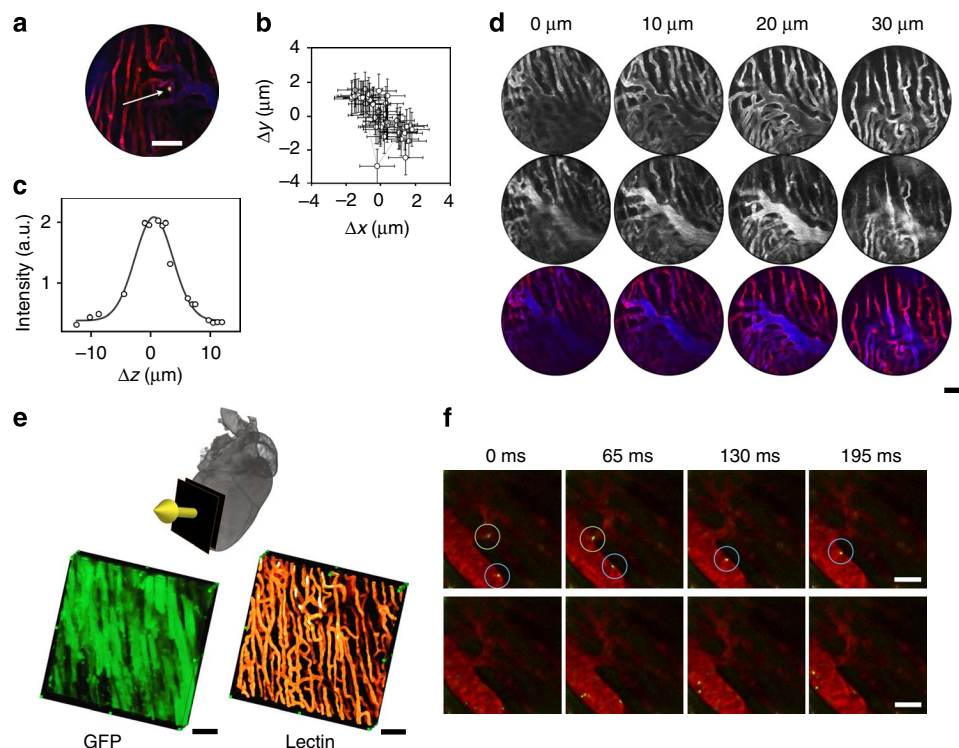 a
b
4
2
0
−2
−4
Δy (μm)
−4 −2 0 2 4
Δx (μm)
c
2
1
Intensity (a.u.)
−10 0 10
Δz (μm)
d
0 μm 10 μm 20 μm 30 μm
e
GFP Lectin
f
0 ms 65 ms 130 ms 195 ms